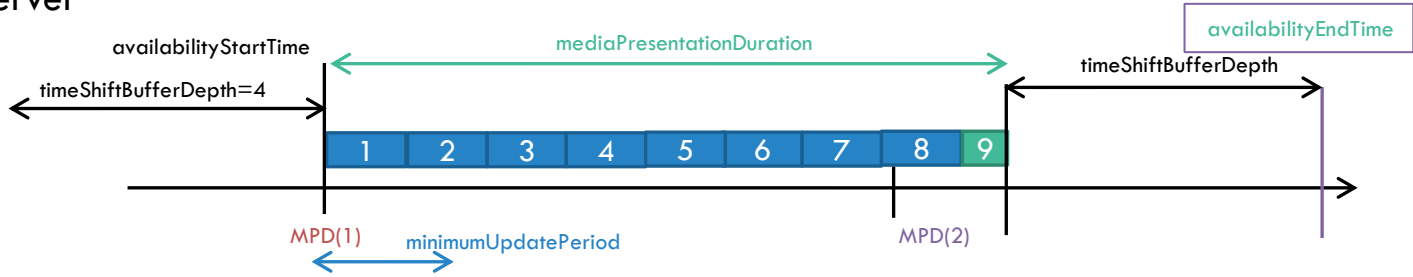 availabilityEndTime
availabilityStartTime
mediaPresentationDuration
timeShiftBufferDepth=4
timeShiftBufferDepth
1 2 3 4 5 6 7 8 9
MPD(1)
minimumUpdatePeriod
MPD(2)